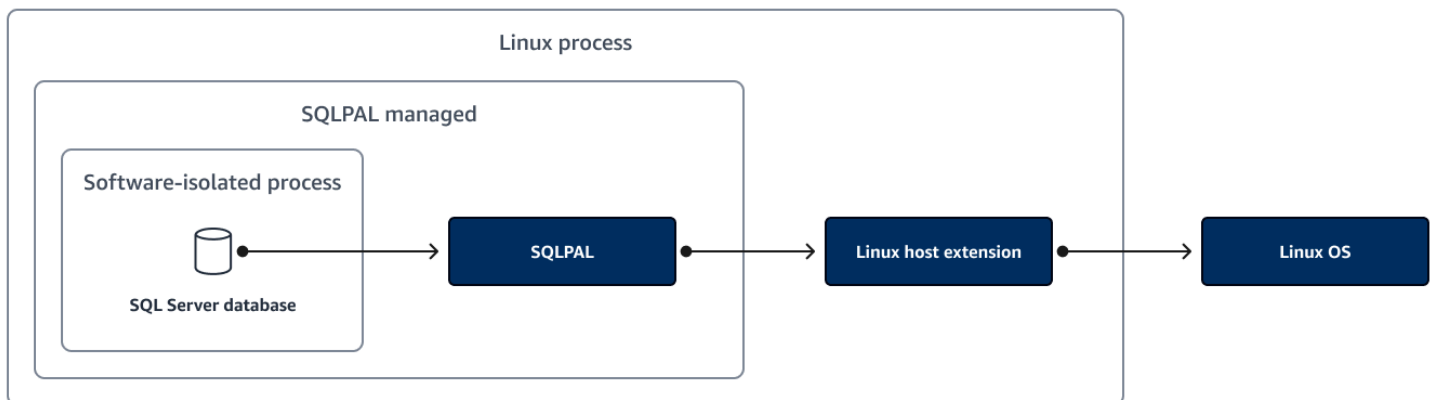 Linux process
SQLPAL managed
Software-isolated process
SQL Server database
SQLPAL
Linux host extension
Linux OS